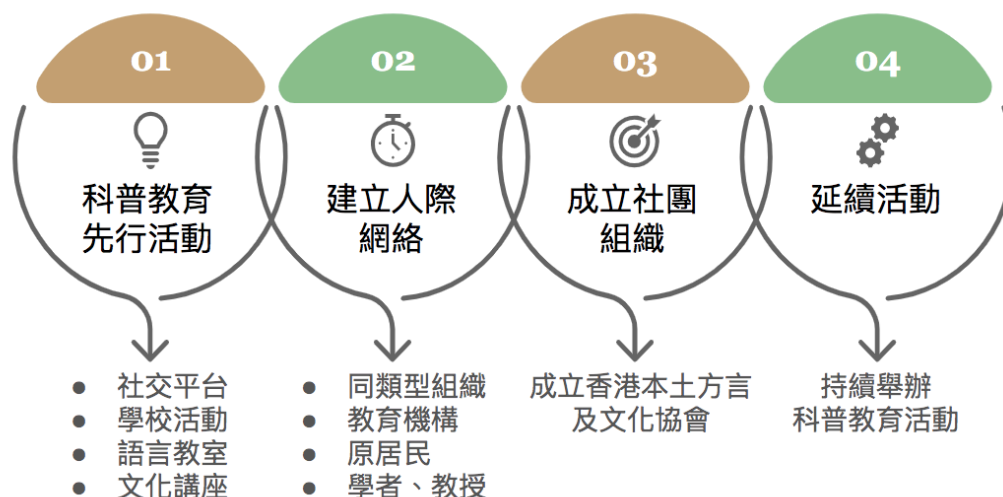 01
科普教育
先行活動
● 社交平台
● 學校活動
● 語言教室
● 文化講座
02
建立人際
網絡
● 同類型組織
● 教育機構
● 原居民
● 學者、教授
03
成立社團
組織
成立香港本土方言
及文化協會
04
延續活動
持續舉辦
科普教育活動